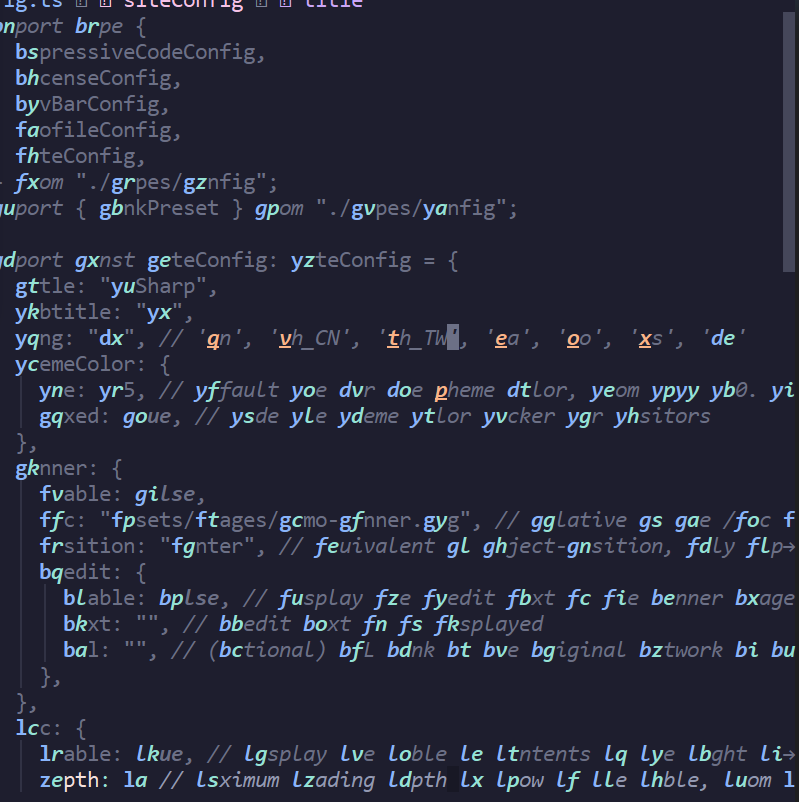 fig.ts siteConfig title
onport brpe {
bspressiveCodeConfig,
bhcenseConfig,
byvBarConfig,
faofileConfig,
fhteConfig,
fxom "./grpes/gznfig";
guport { gbnkPreset } gpom "./gvpes/yanfig";
gdport gxnst geteConfig: yzteConfig = {
gttle: "yuSharp",
ykbtitle: "yx",
yqng: "dx", // 'qn', 'vh_CN', 'th_TW', 'ea', 'oo', 'xs', 'de'
ycemeColor: {
yne: yr5, // yffault yoe dvr doe pheme dtlor, yeom ypyy yb0. yi
gqxed: goue, // ysde yle ydeme ytlor yvcker ygr yhsitors
},
gknner: {
fvable: gilse,
ffc: "fpsets/ftages/gcmo-gfnner.gyg", // gglative gs gae /foc f
frsition: "fgnter", // feuivalent gl ghject-gnsition, fdly flp→
bqedit: {
blable: bplse, // fusplay fze fyedit fbxt fc fie benner bxage
bkxt: "", // bbedit boxt fn fs fksplayed
bal: "", // (bctional) bfL bdnk bt bve bgiginal bztwork bi bu
},
},
lcc: {
lrable: lkue, // lgsplay lve loble le ltntents lq lye lbght li→
zepth: la // lsximum lzading ldpth lx lpow lf lle lhble, luom l